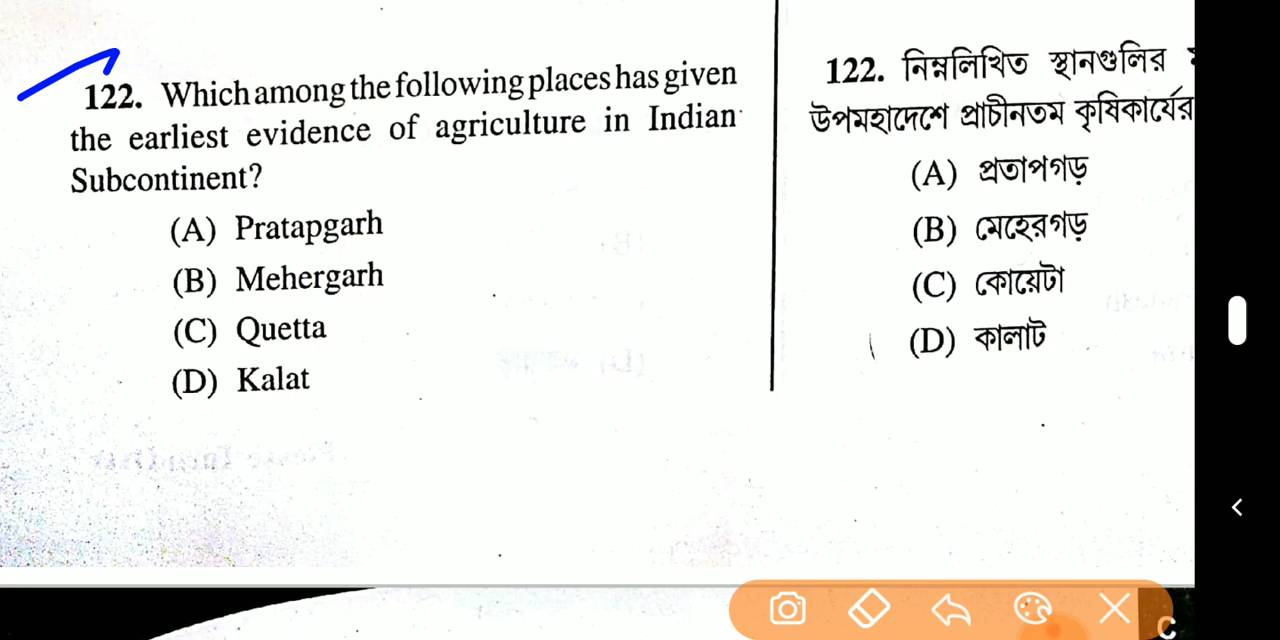 122. Which among the following places has given
the earliest evidence of agriculture in Indian
Subcontinent?
(A) Pratapgarh
(B) Mehergarh
(C) Quetta
(D) Kalat
122. নিম্নলিখিত স্থানগুলির
উপমহাদেশে প্রাচীনতম কৃষিকার্যের
(A) প্রতাপগড়
(B) মেহেরগড়
(C) কোয়েটা
(D) কালাট